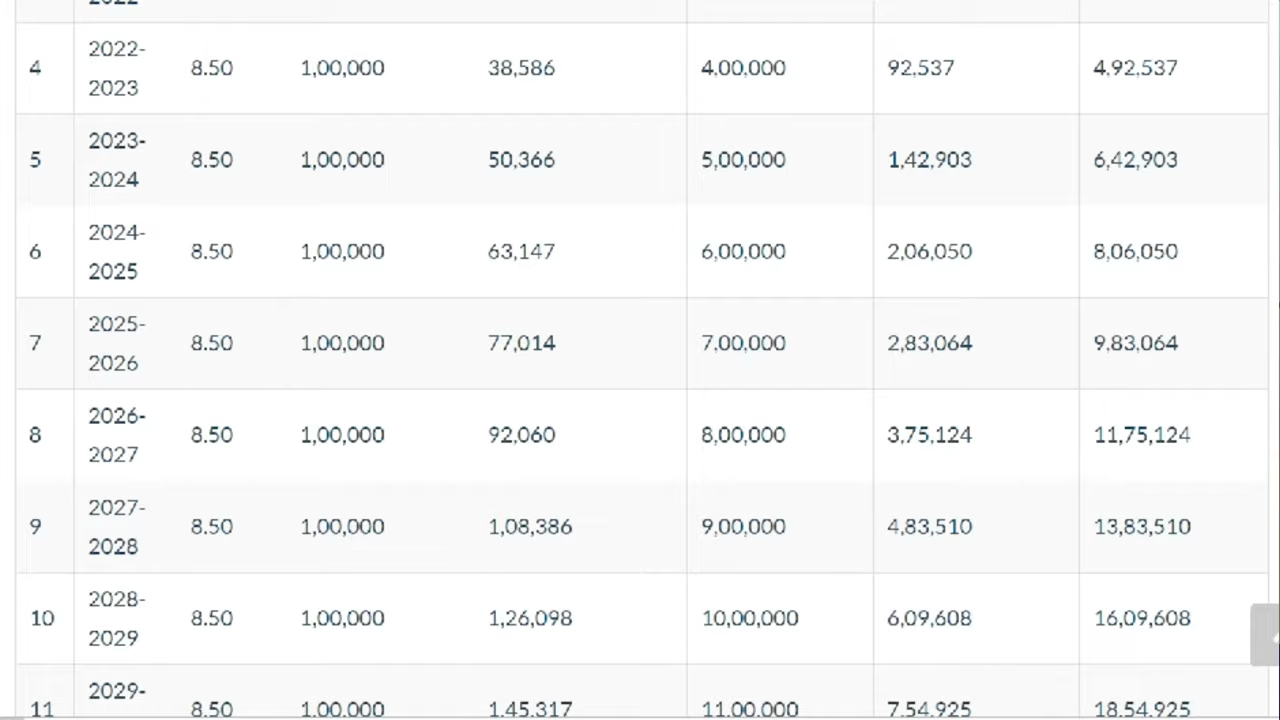 2022
4 2022- 8.50 1,00,000 38,586 4,00,000 92,537 4,92,537
2023
5 2023- 8.50 1,00,000 50,366 5,00,000 1,42,903 6,42,903
2024
6 2024- 8.50 1,00,000 63,147 6,00,000 2,06,050 8,06,050
2025
7 2025- 8.50 1,00,000 77,014 7,00,000 2,83,064 9,83,064
2026
8 2026- 8.50 1,00,000 92,060 8,00,000 3,75,124 11,75,124
2027
9 2027- 8.50 1,00,000 1,08,386 9,00,000 4,83,510 13,83,510
2028
10 2028- 8.50 1,00,000 1,26,098 10,00,000 6,09,608 16,09,608
2029
11 2029- 8.50 1,00,000 1,45,317 11,00,000 7,54,925 18,54,925